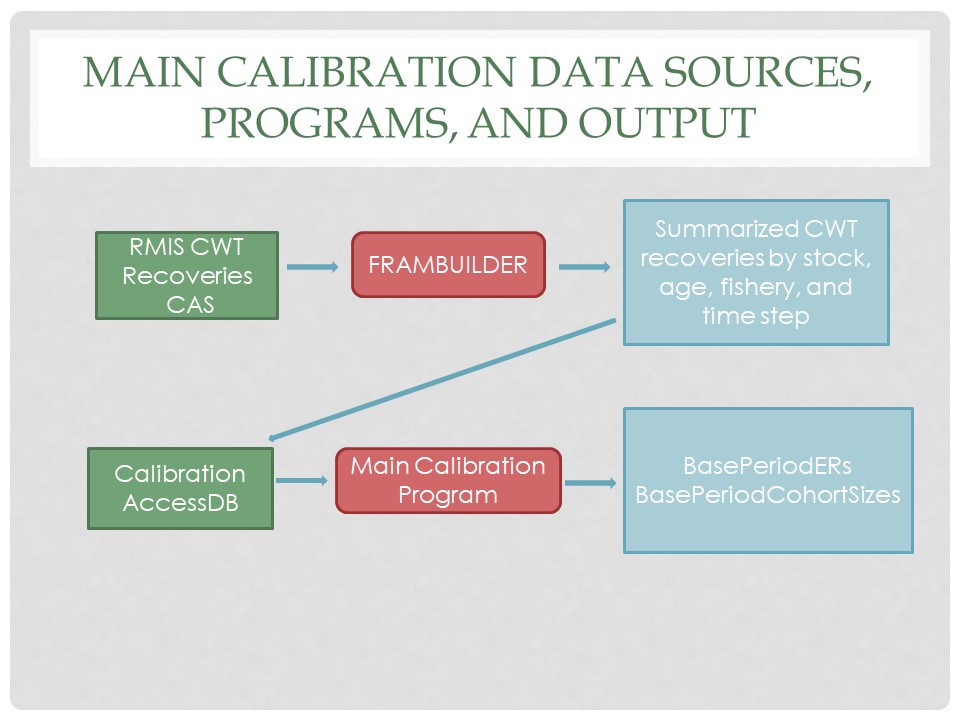 MAIN CALIBRATION DATA SOURCES,
PROGRAMS, AND OUTPUT
RMIS CWT
Recoveries
CAS
FRAMBUILDER
Summarized CWT
recoveries by stock,
age, fishery, and
time step
Calibration
AccessDB
Main Calibration
Program
BasePeriodERs
BasePeriodCohortSizes